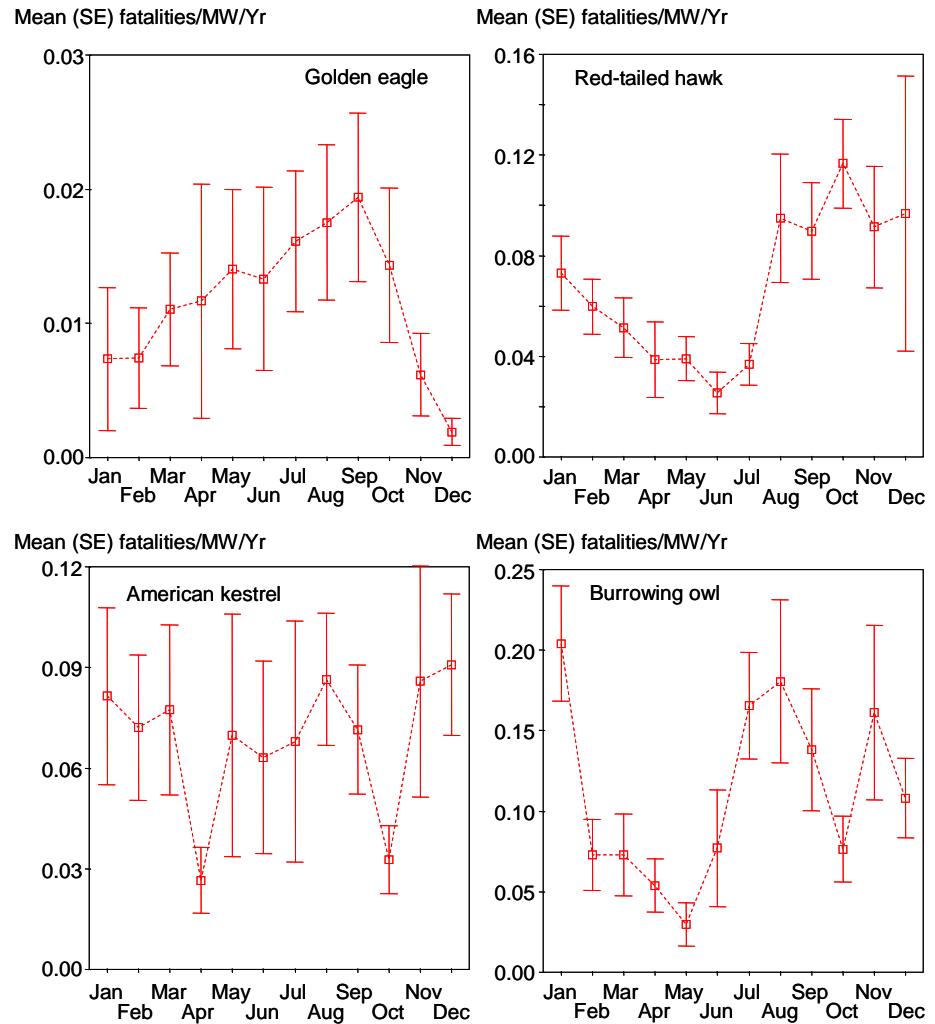 Mean (SE) fatalities/MW/Yr
Golden eagle
0.03
0.02
0.01
0.00
Jan Mar May Jul Sep Nov
Feb Apr Jun Aug Oct Dec
Mean (SE) fatalities/MW/Yr
Red-tailed hawk
0.16
0.12
0.08
0.04
0.00
Jan Mar May Jul Sep Nov
Feb Apr Jun Aug Oct Dec
Mean (SE) fatalities/MW/Yr
American kestrel
0.12
0.09
0.06
0.03
0.00
Jan Mar May Jul Sep Nov
Feb Apr Jun Aug Oct Dec
Mean (SE) fatalities/MW/Yr
Burrowing owl
0.25
0.20
0.15
0.10
0.05
0.00
Jan Mar May Jul Sep Nov
Feb Apr Jun Aug Oct Dec